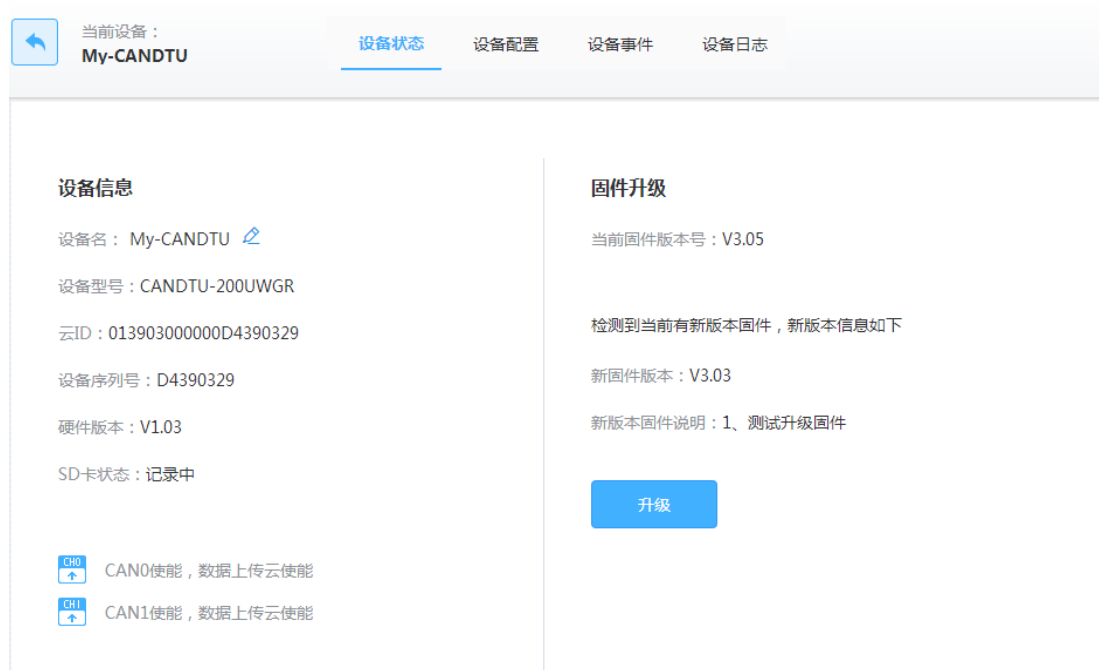 当前设备：
My-CANDTU
设备状态 设备配置 设备事件 设备日志
设备信息
设备名： My-CANDTU
设备型号：CANDTU-200UWGR
云ID：013903000000D4390329
设备序列号：D4390329
硬件版本：V1.03
SD卡状态：记录中
CH0
CAN0使能，数据上传云使能
CH1
CAN1使能，数据上传云使能
固件升级
当前固件版本号：V3.05
检测到当前有新版本固件，新版本信息如下
新固件版本：V3.03
新版本固件说明：1、测试升级固件
升级